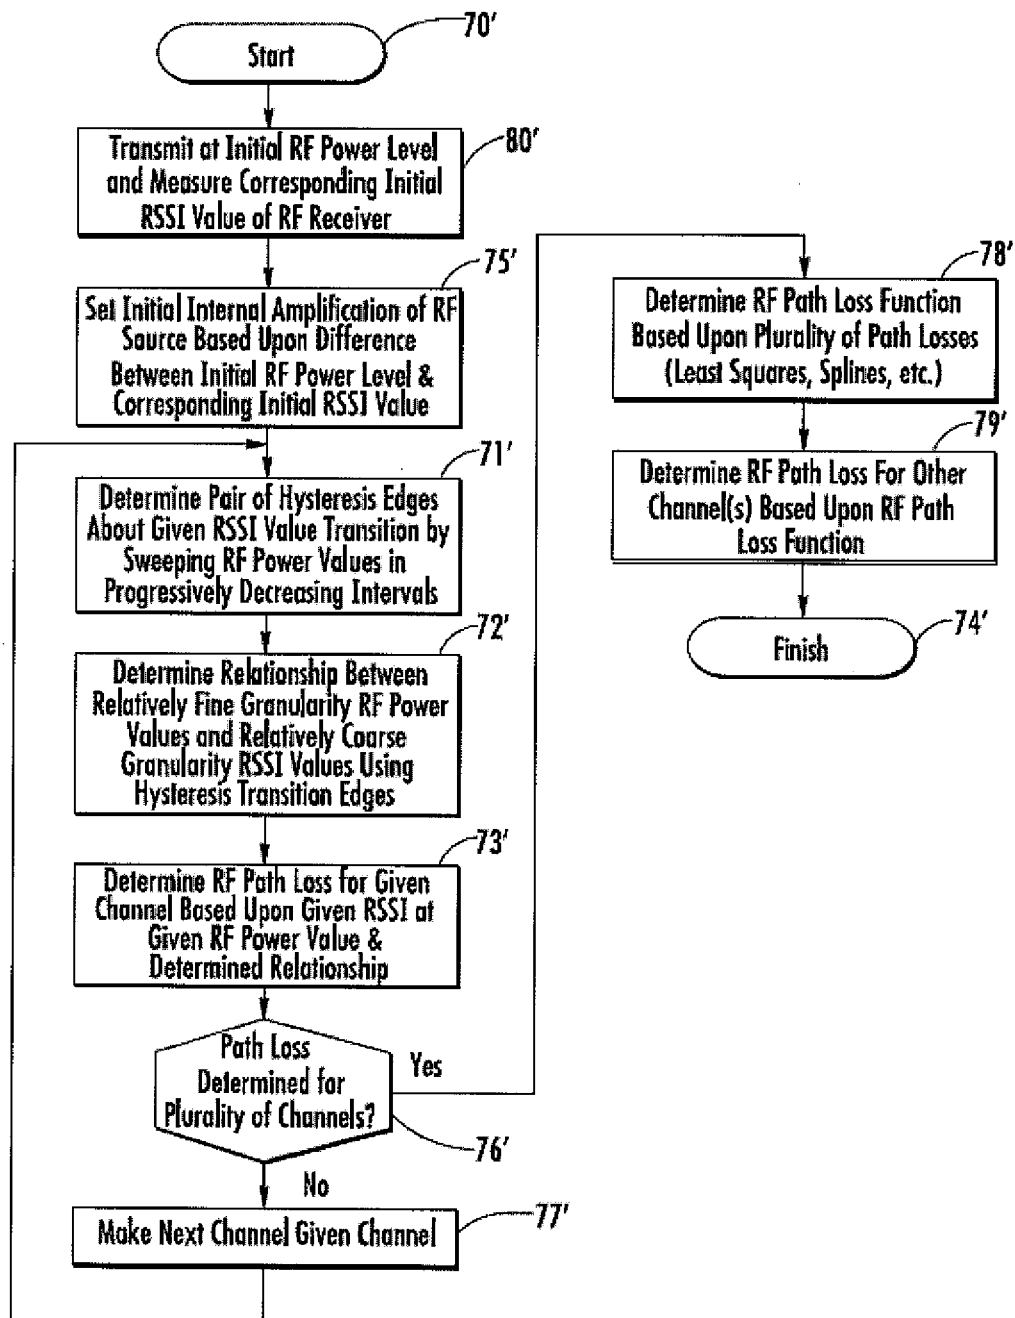 70'
Start
80'
Transmit at Initial RF Power Level
and Measure Corresponding Initial
RSSI Value of RF Receiver
75'
Set Initial Internal Amplification of RF
Source Based Upon Difference
Between Initial RF Power Level &
Corresponding Initial RSSI Value
71'
Determine Pair of Hysteresis Edges
About Given RSSI Value Transition by
Sweeping RF Power Values in
Progressively Decreasing Intervals
72'
Determine Relationship Between
Relatively Fine Granularity RF Power
Values and Relatively Coarse
Granularity RSSI Values Using
Hysteresis Transition Edges
73'
Determine RF Path Loss for Given
Channel Based Upon Given RSSI at
Given RF Power Value &
Determined Relationship
Path Loss
Determined for
Plurality of Channels?
Yes
76'
No
77'
Make Next Channel Given Channel
78'
Determine RF Path Loss Function
Based Upon Plurality of Path Losses
(Least Squares, Splines, etc.)
79'
Determine RF Path Loss For Other
Channel(s) Based Upon RF Path
Loss Function
74'
Finish